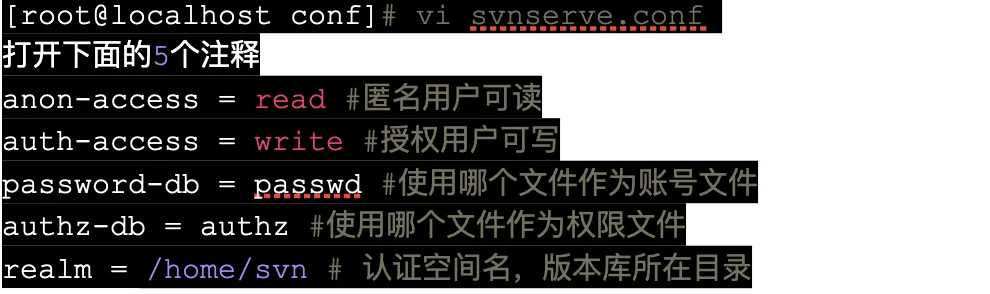 [root@localhost conf]# vi svnserve.conf
打开下面的5个注释
anon-access = read #匿名用户可读
auth-access = write #授权用户可写
password-db = passwd #使用哪个文件作为账号文件
authz-db = authz #使用哪个文件作为权限文件
realm = /home/svn # 认证空间名，版本库所在目录